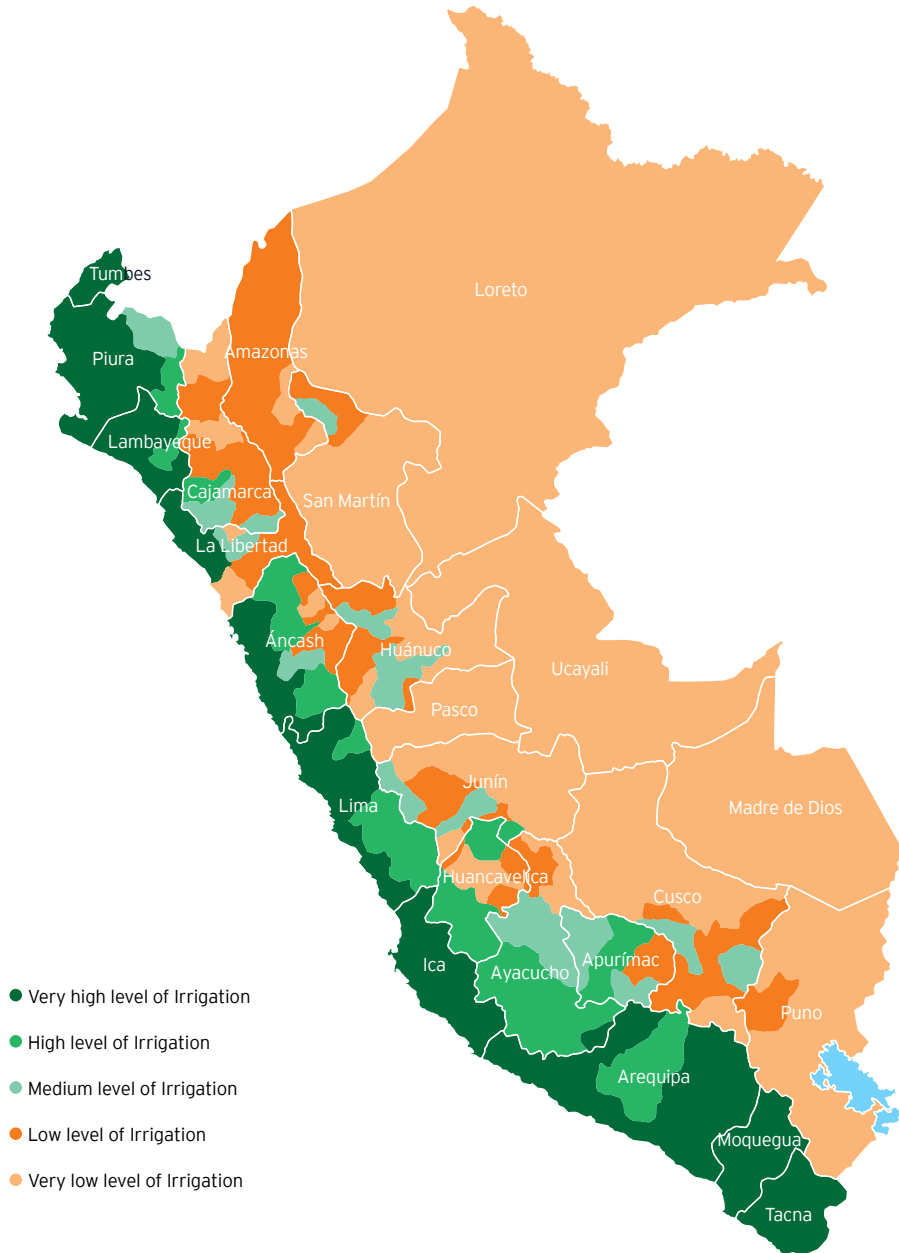 Tumbes
Loreto
Amazonas
Piura
Lambayeque
Cajamarca
San Martín
La Libertad
Áncash
Huánuco
Ucayali
Pasco
Junín
Lima
Madre de Dios
Huancavelica
Cusco
Ica
Ayacucho
Apurímac
Puno
Arequipa
Moquegua
Tacna
Very high level of Irrigation
High level of Irrigation
Medium level of Irrigation
Low level of Irrigation
Very low level of Irrigation